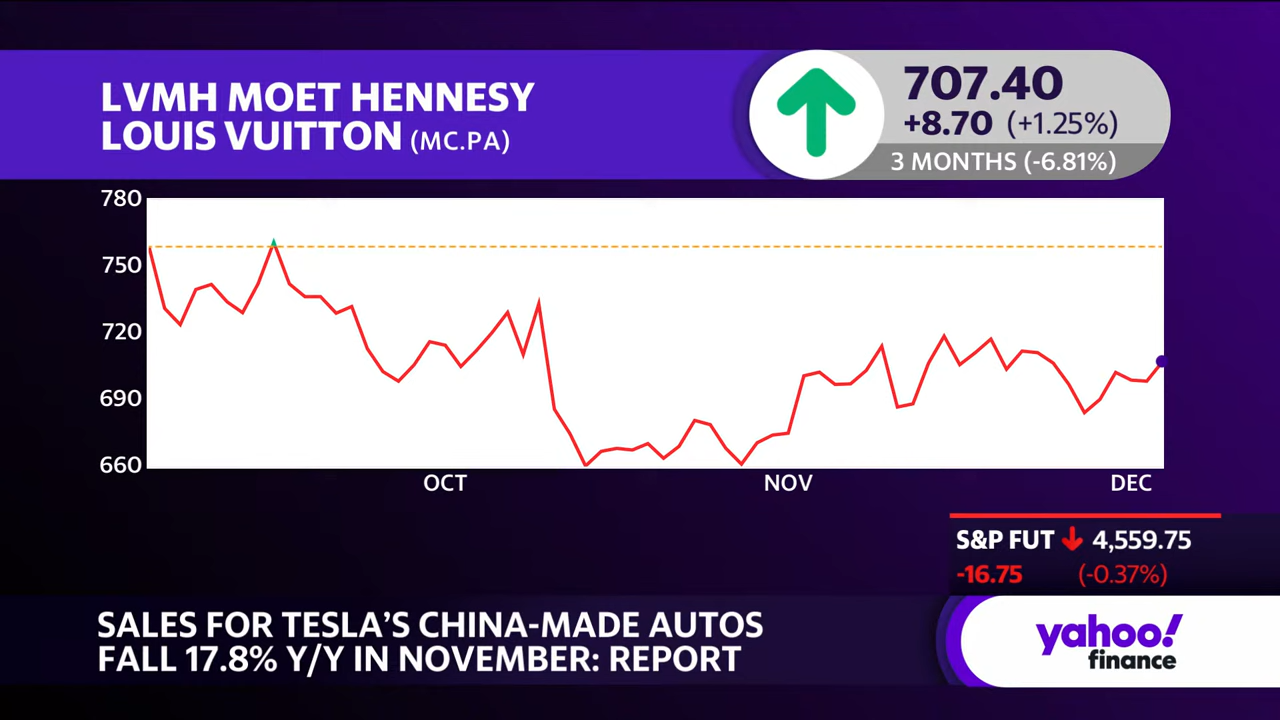 LVMH MOET HENNESY
LOUIS VUITTON (MC.PA)
707.40
+8.70 (+1.25%)
3 MONTHS (-6.81%)
780
750
720
690
660
OCT NOV DEC
S&P FUT 4,559.75
-16.75 (-0.37%)
SALES FOR TESLA'S CHINA-MADE AUTOS
FALL 17.8% Y/Y IN NOVEMBER: REPORT
yahoo!
finance